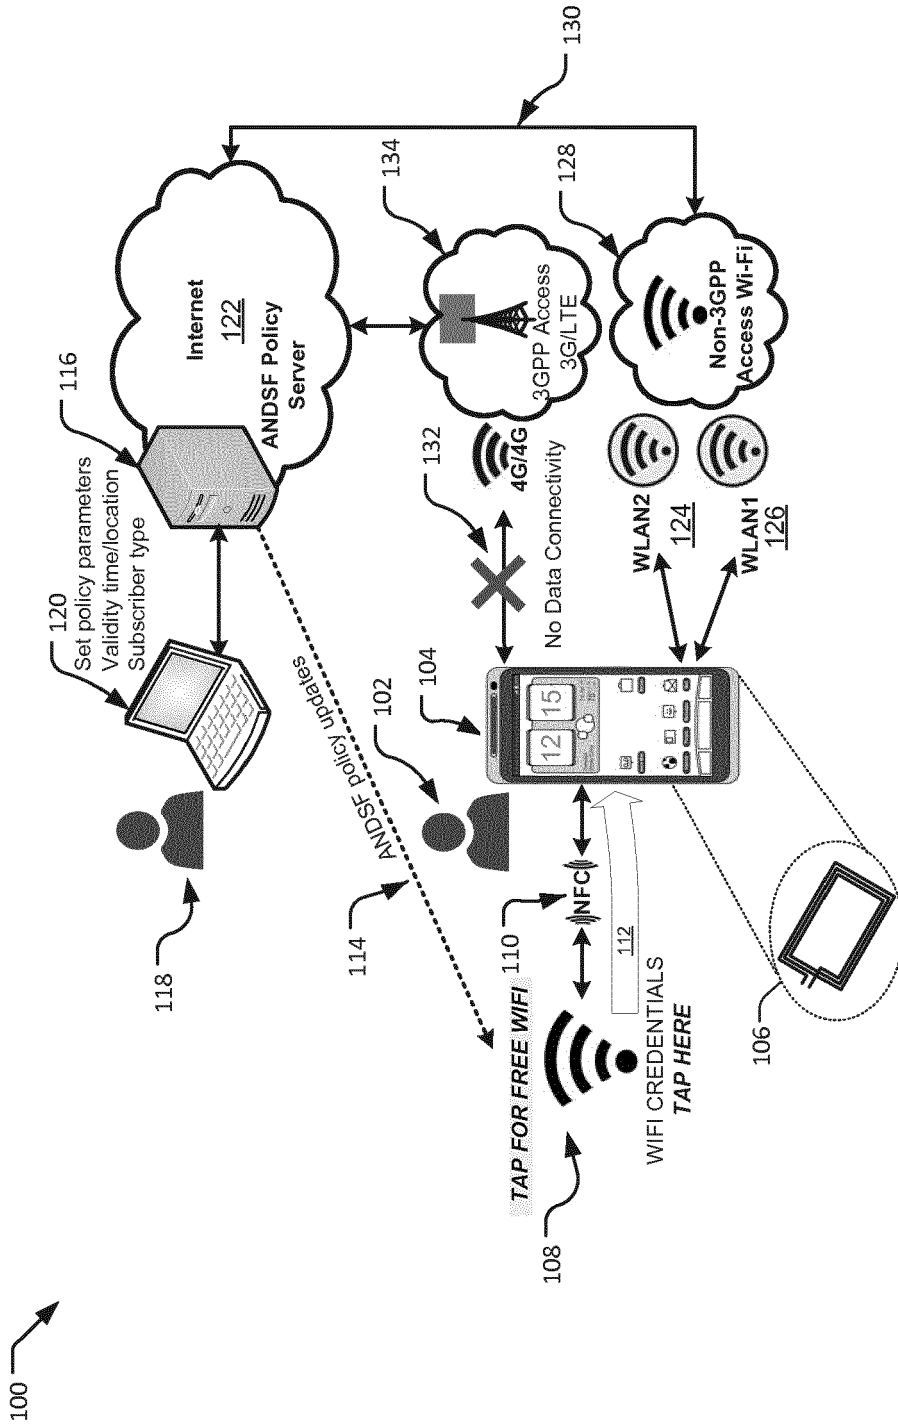 100
120
Set policy parameters
Validity time/location
Subscriber type
116
Internet
122
ANDSF Policy
Server
130
118
ANDSF policy updates
114
102
104
132
134
4G/4G
3GPP Access
3G/LTE
No Data Connectivity
128
Non-3GPP
Access Wi-Fi
WLAN2
124
WLAN1
126
TAP FOR FREE WIFI
108
110
NFC
112
12 15
WIFI CREDENTIALS
TAP HERE
106